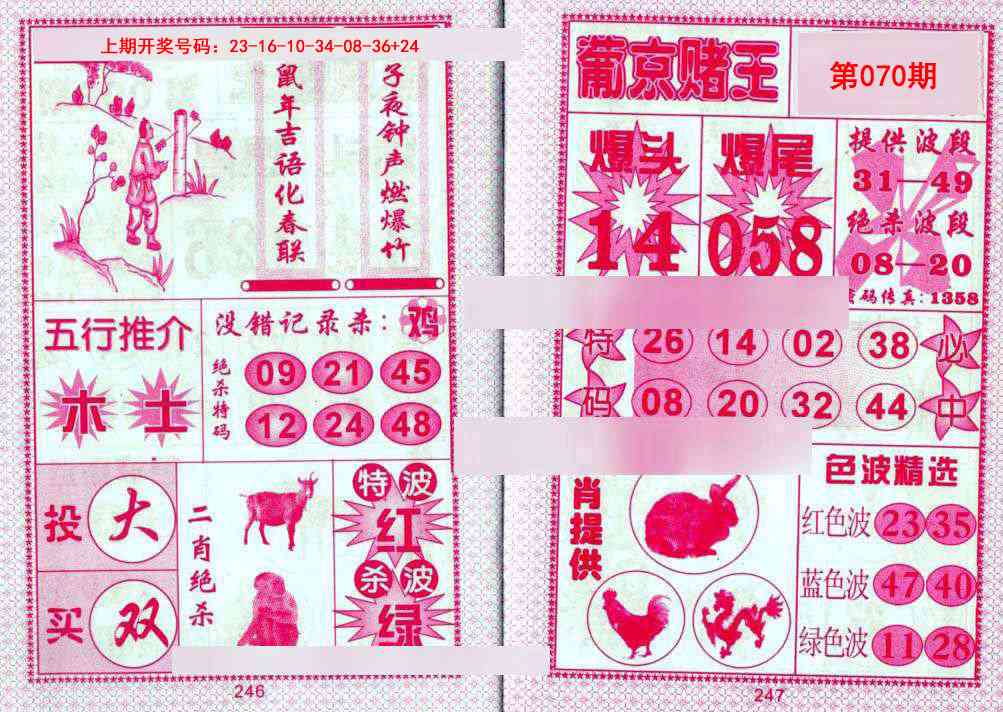 上期开奖号码：23-16-10-34-08-36+24
子夜钟声燃爆竹
鼠年吉语化春联
五行推介
木 土
没错记录杀：鸡
绝杀特码
09 21 45
12 24 48
投 大
买 双
二肖绝杀
特波
红
杀波
绿
246
葡京赌王
第070期
爆头
14
爆尾
058
提供波段
31—49
绝杀波段
08—20
码传真：1358
特码
26 14 02 38
08 20 32 44
必中
肖提供
色波精选
红色波 23 35
蓝色波 47 40
绿色波 11 28
247